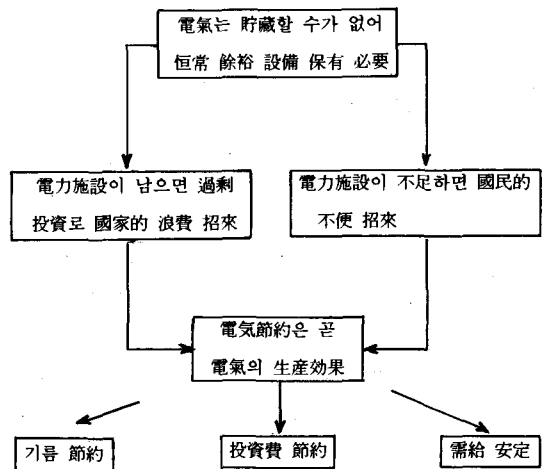 電氣는 貯藏할 수가 없어
恒常 餘裕 設備 保有 必要
電力施設이 남으면 過剩
投資로 國家的 浪費 招來
電力施設이 不足하면 國民的
不便 招來
電気節約은 곧
電氣의 生産効果
기름 節約
投資費 節約
需給 安定